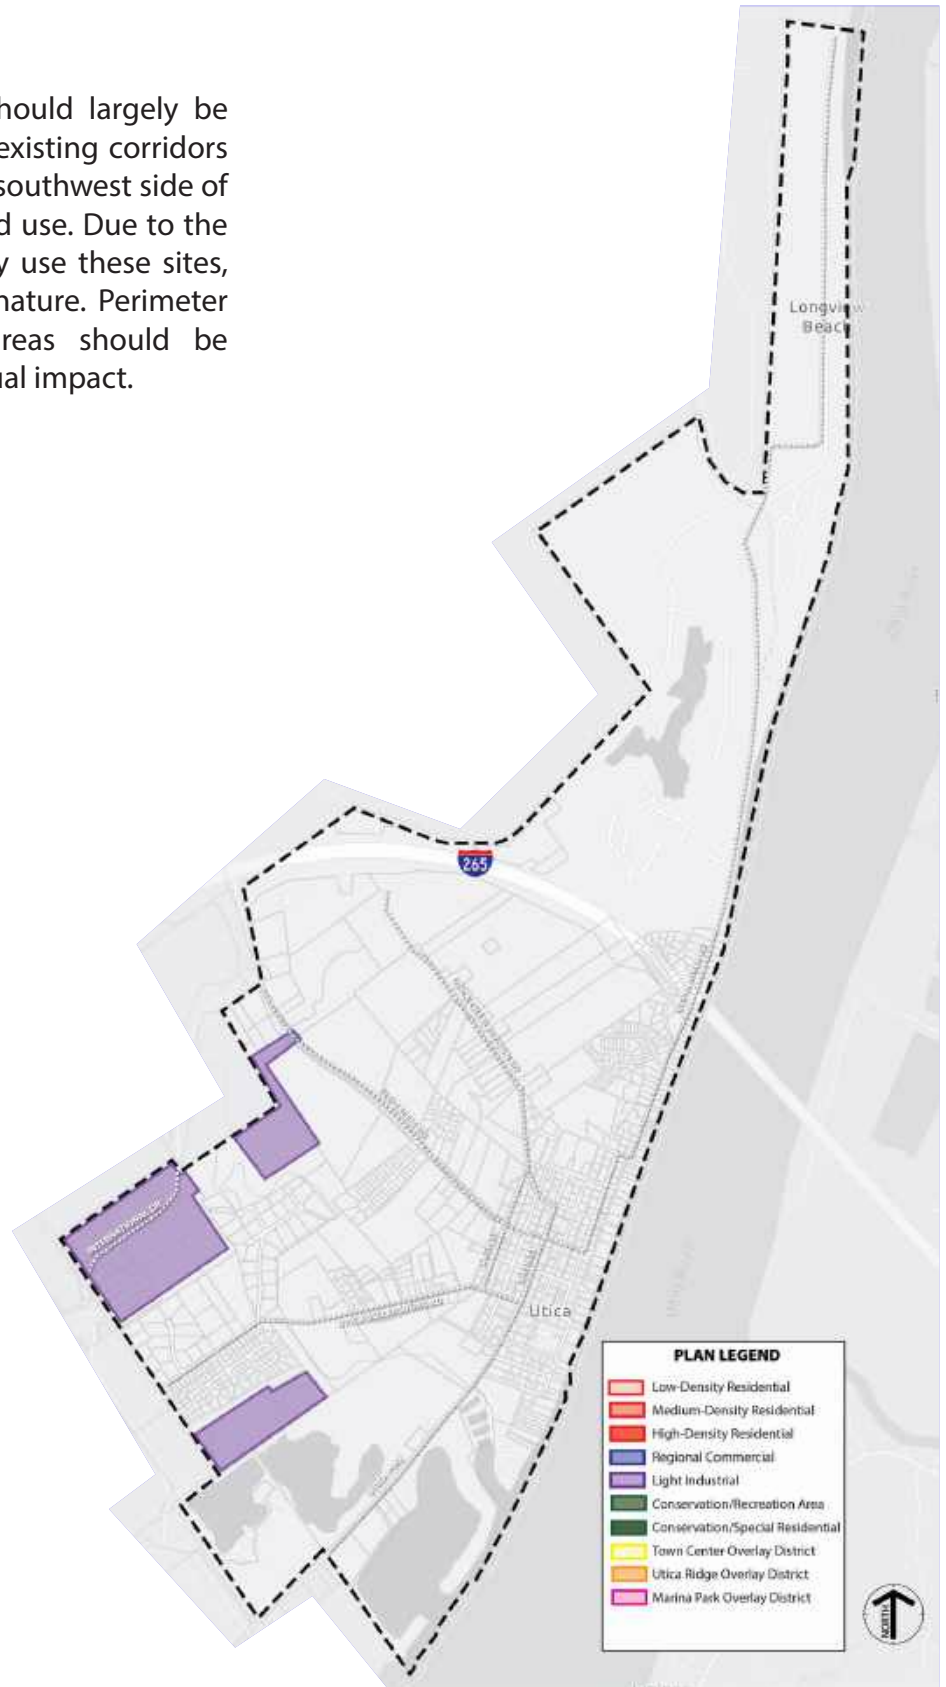 hould largely be
existing corridors
southwest side of
d use. Due to the
y use these sites,
nature. Perimeter
reas should be
ual impact.
Longview
Beach
265
INTERNATIONAL DR
Utica
PLAN LEGEND
Low-Density Residential
Medium-Density Residential
High-Density Residential
Regional Commercial
Light Industrial
Conservation/Recreation Area
Conservation/Special Residential
Town Center Overlay District
Utica Ridge Overlay District
Marina Park Overlay District
NORTH